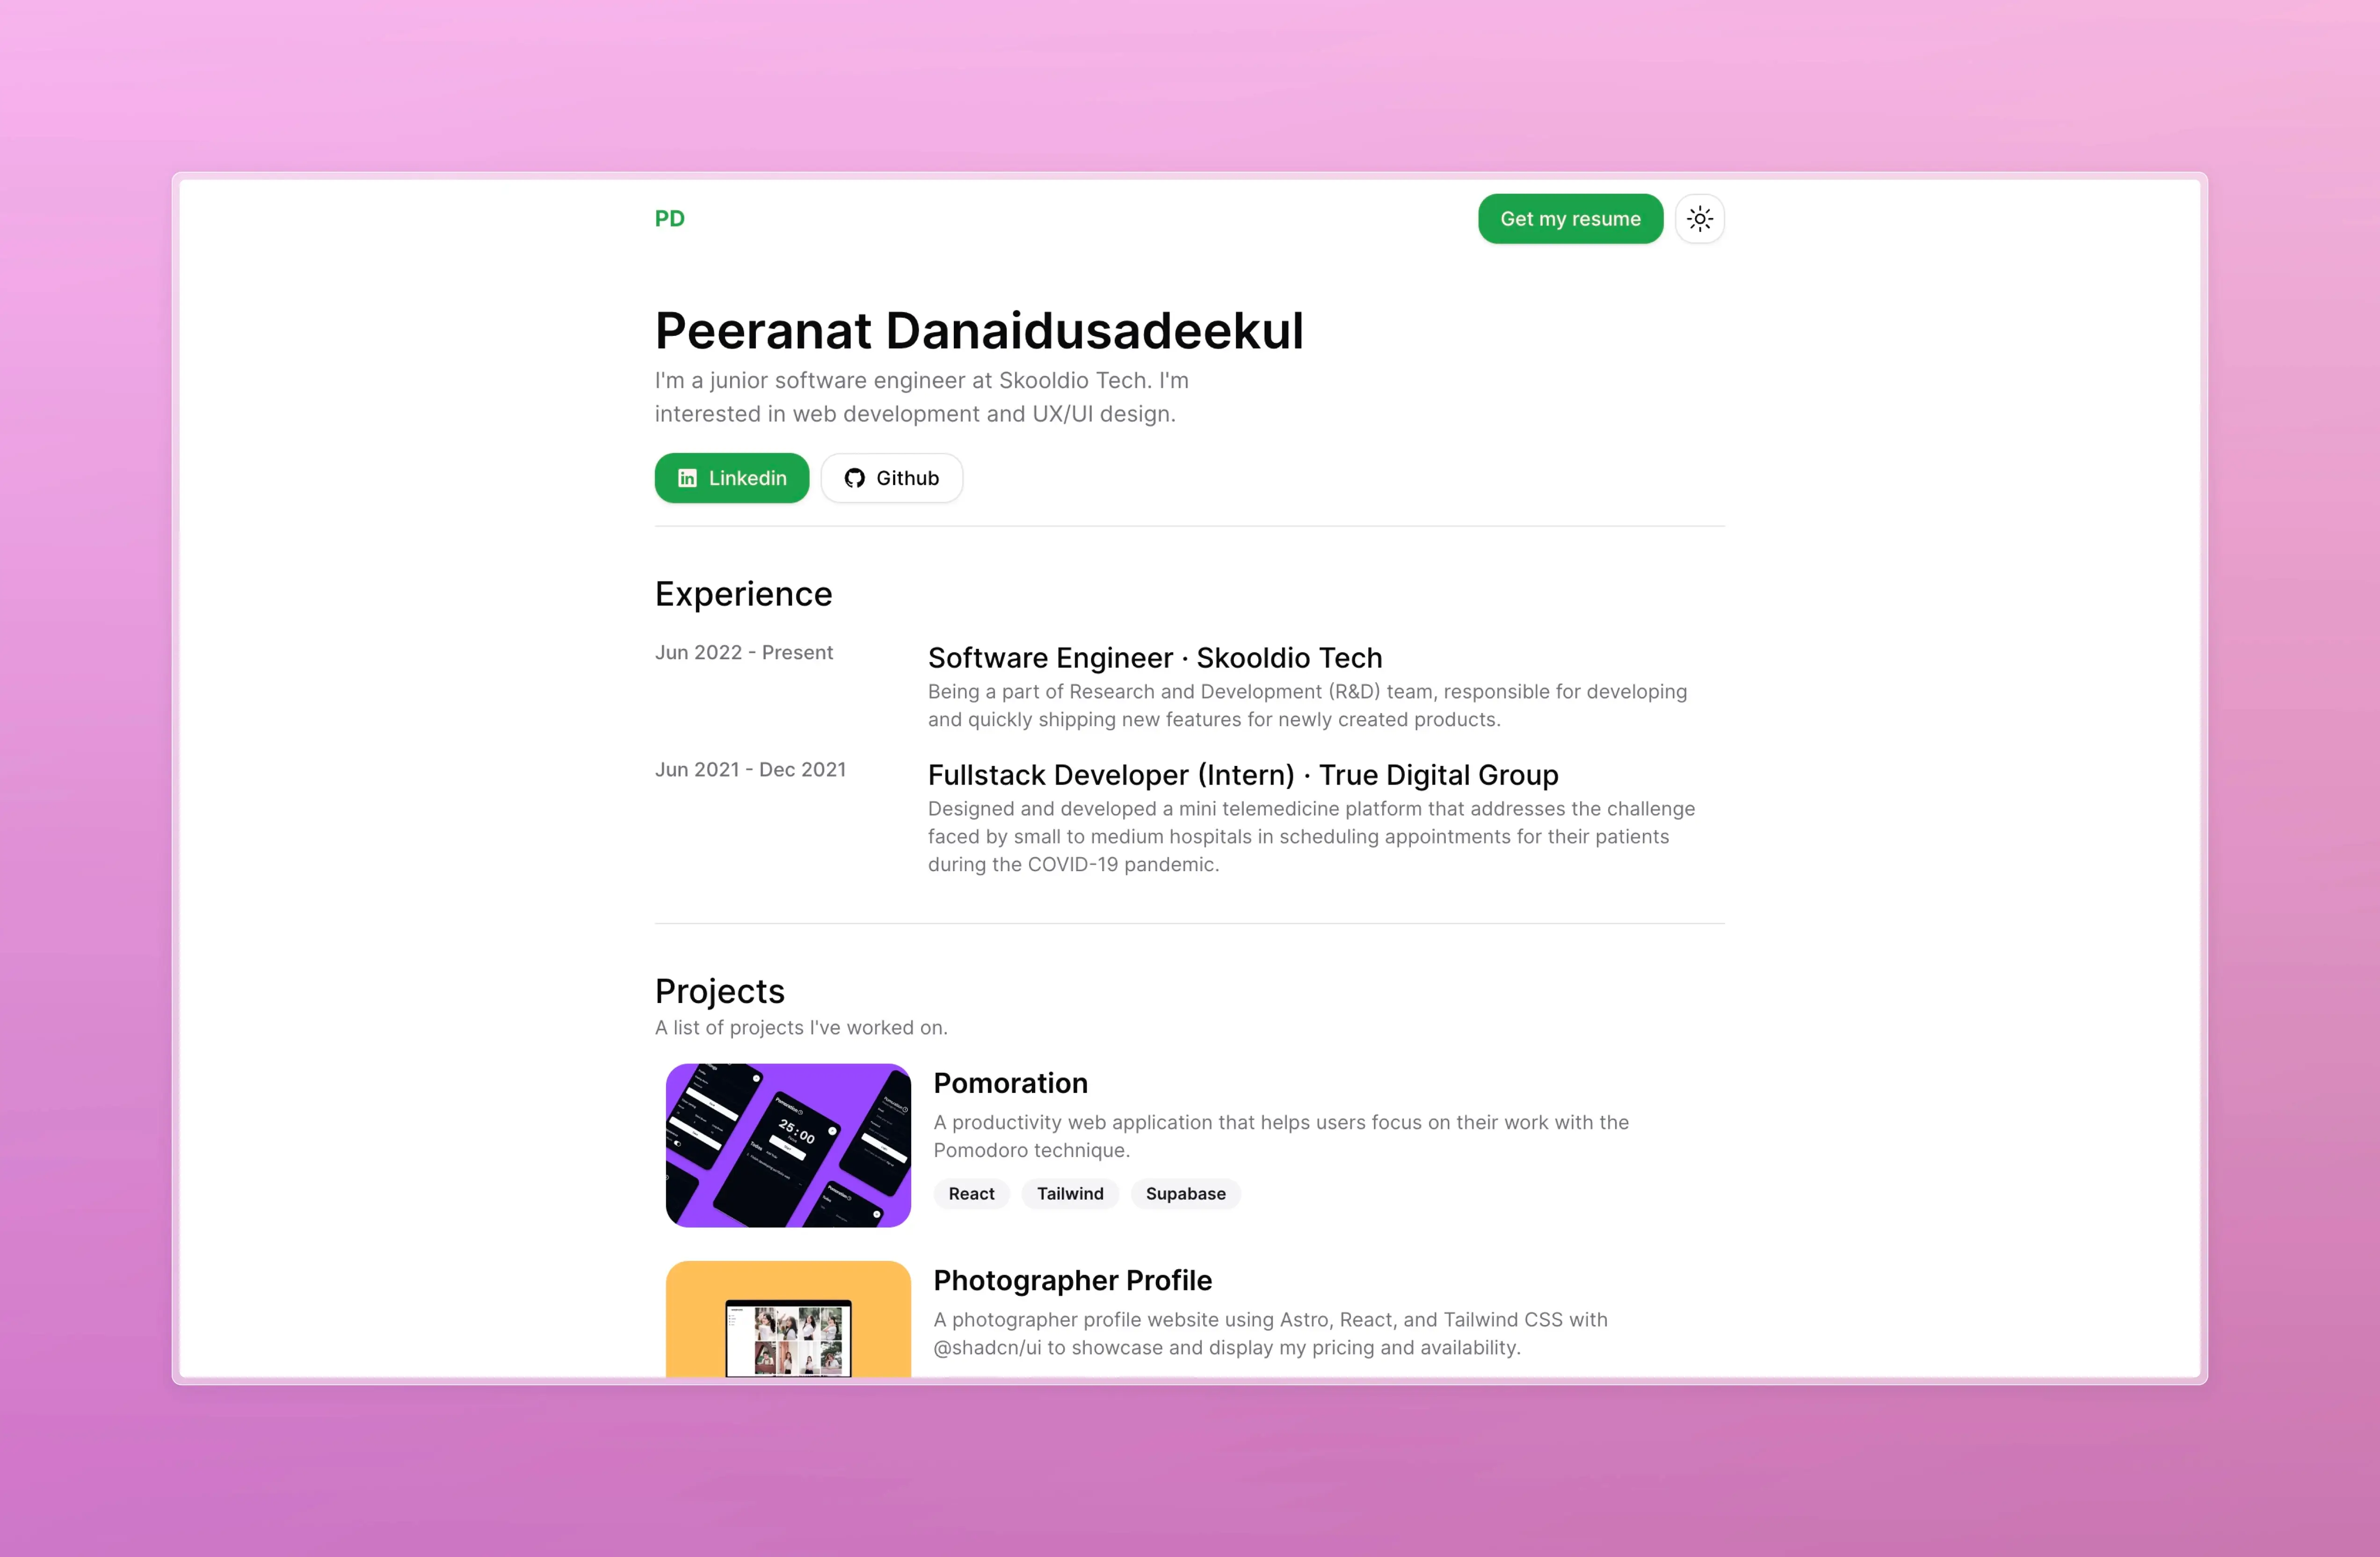 PD
Get my resume
Peeranat Danaidusadeekul
I'm a junior software engineer at Skooldio Tech. I'm
interested in web development and UX/UI design.
Linkedin
Github
Experience
Jun 2022 - Present
Software Engineer · Skooldio Tech
Being a part of Research and Development (R&D) team, responsible for developing
and quickly shipping new features for newly created products.
Jun 2021 - Dec 2021
Fullstack Developer (Intern) · True Digital Group
Designed and developed a mini telemedicine platform that addresses the challenge
faced by small to medium hospitals in scheduling appointments for their patients
during the COVID-19 pandemic.
Projects
A list of projects I've worked on.
Pomoration
25:00
Pomoration
A productivity web application that helps users focus on their work with the
Pomodoro technique.
React
Tailwind
Supabase
Photographer Profile
A photographer profile website using Astro, React, and Tailwind CSS with
@shadcn/ui to showcase and display my pricing and availability.